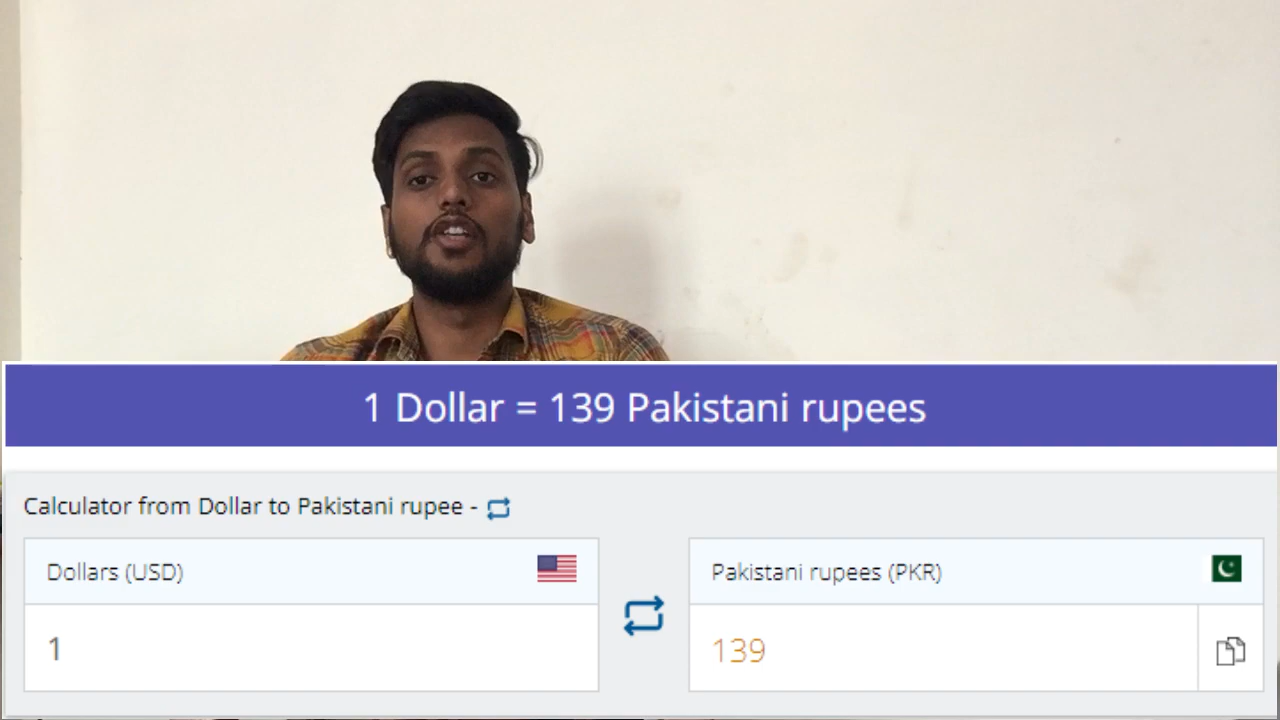 1 Dollar = 139 Pakistani rupees
Calculator from Dollar to Pakistani rupee -
Dollars (USD)
Pakistani rupees (PKR)
1
139